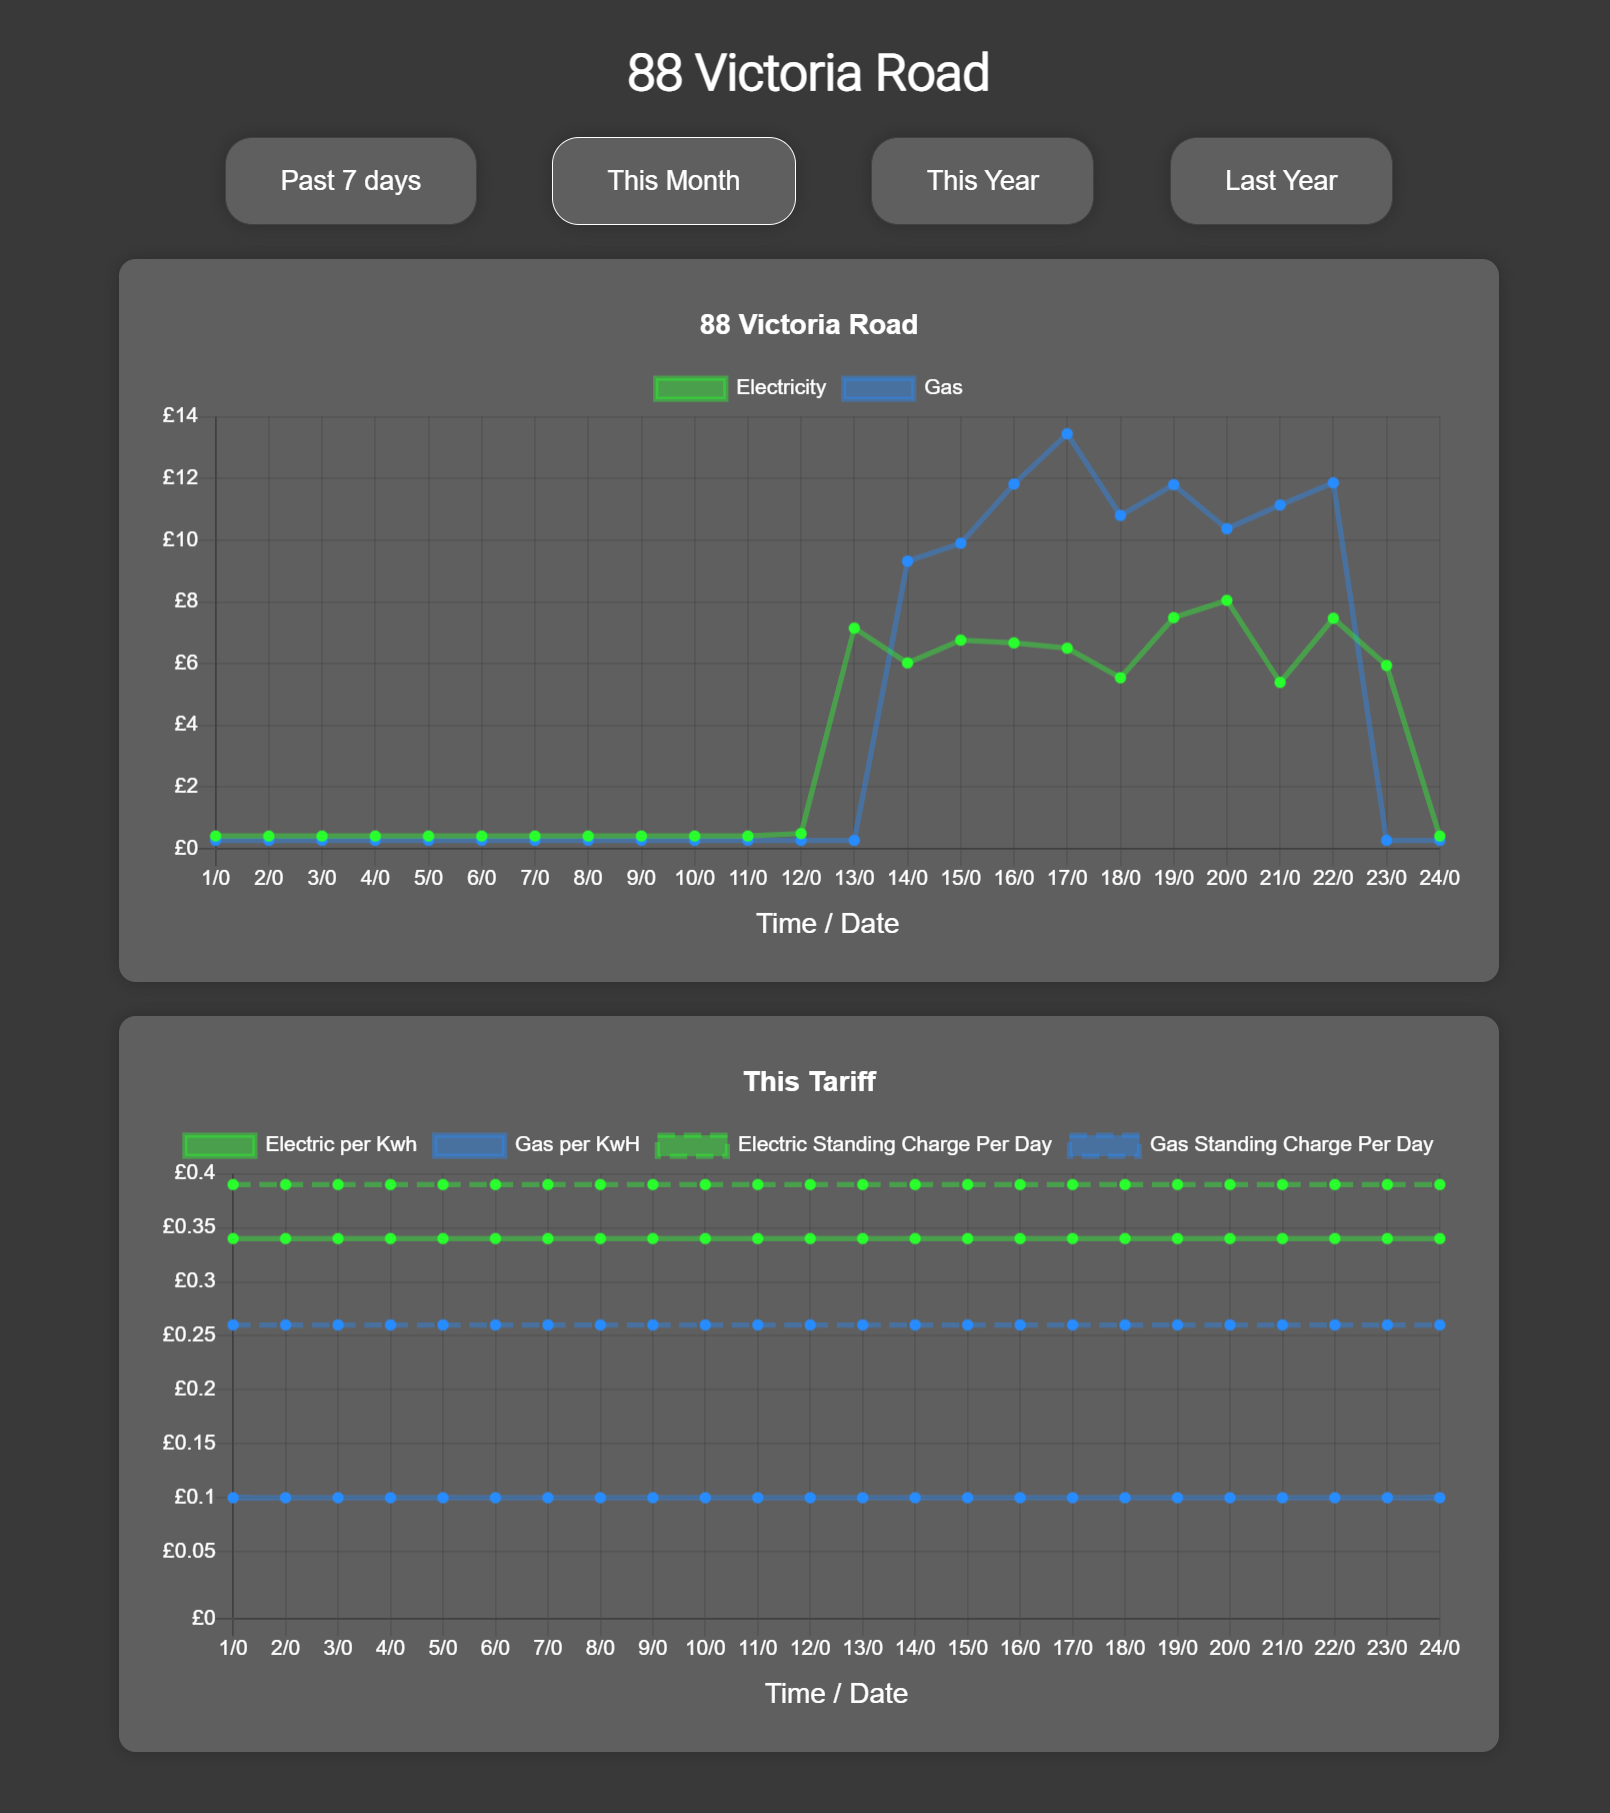 88 Victoria Road
Past 7 days This Month This Year Last Year
88 Victoria Road
Electricity Gas
£14
£12
£10
£8
£6
£4
£2
£0
1/0 2/0 3/0 4/0 5/0 6/0 7/0 8/0 9/0 10/0 11/0 12/0 13/0 14/0 15/0 16/0 17/0 18/0 19/0 20/0 21/0 22/0 23/0 24/0
Time / Date
This Tariff
Electric per Kwh Gas per KwH Electric Standing Charge Per Day Gas Standing Charge Per Day
£0.4
£0.35
£0.3
£0.25
£0.2
£0.15
£0.1
£0.05
£0
1/0 2/0 3/0 4/0 5/0 6/0 7/0 8/0 9/0 10/0 11/0 12/0 13/0 14/0 15/0 16/0 17/0 18/0 19/0 20/0 21/0 22/0 23/0 24/0
Time / Date